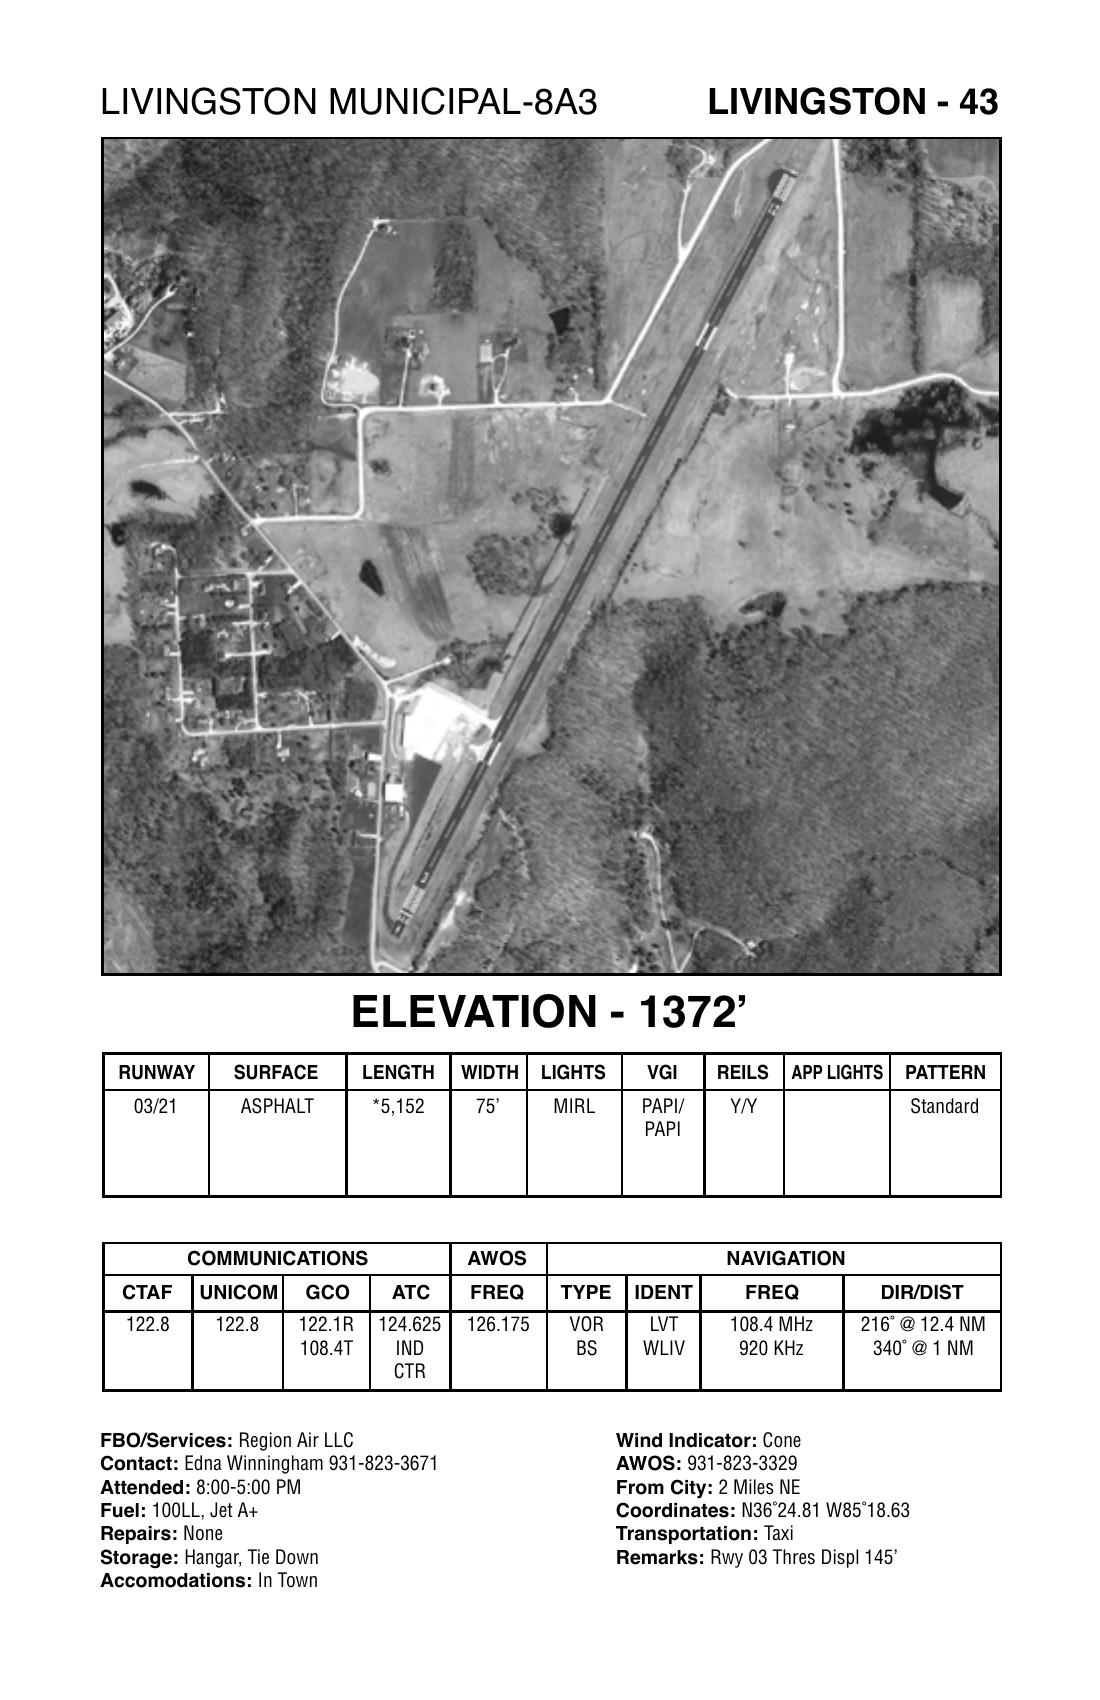 LIVINGSTON MUNICIPAL-8A3 LIVINGSTON - 43
ELEVATION - 1372’
RUNWAY SURFACE LENGTH WIDTH LIGHTS VGI REILS APP LIGHTS PATTERN
03/21 ASPHALT *5,152 75’ MIRL PAPI/ Y/Y Standard
PAPI
COMMUNICATIONS AWOS NAVIGATION
CTAF UNICOM GCO ATC FREQ TYPE IDENT FREQ DIR/DIST
122.8 122.8 122.1R 124.625 126.175 VOR LVT 108.4 MHz 216˚ @ 12.4 NM
108.4T IND BS WLIV 920 KHz 340˚ @ 1 NM
CTR
FBO/Services: Region Air LLC
Contact: Edna Winningham 931-823-3671
Attended: 8:00-5:00 PM
Fuel: 100LL, Jet A+
Repairs: None
Storage: Hangar, Tie Down
Accomodations: In Town
Wind Indicator: Cone
AWOS: 931-823-3329
From City: 2 Miles NE
Coordinates: N36˚24.81 W85˚18.63
Transportation: Taxi
Remarks: Rwy 03 Thres Displ 145’